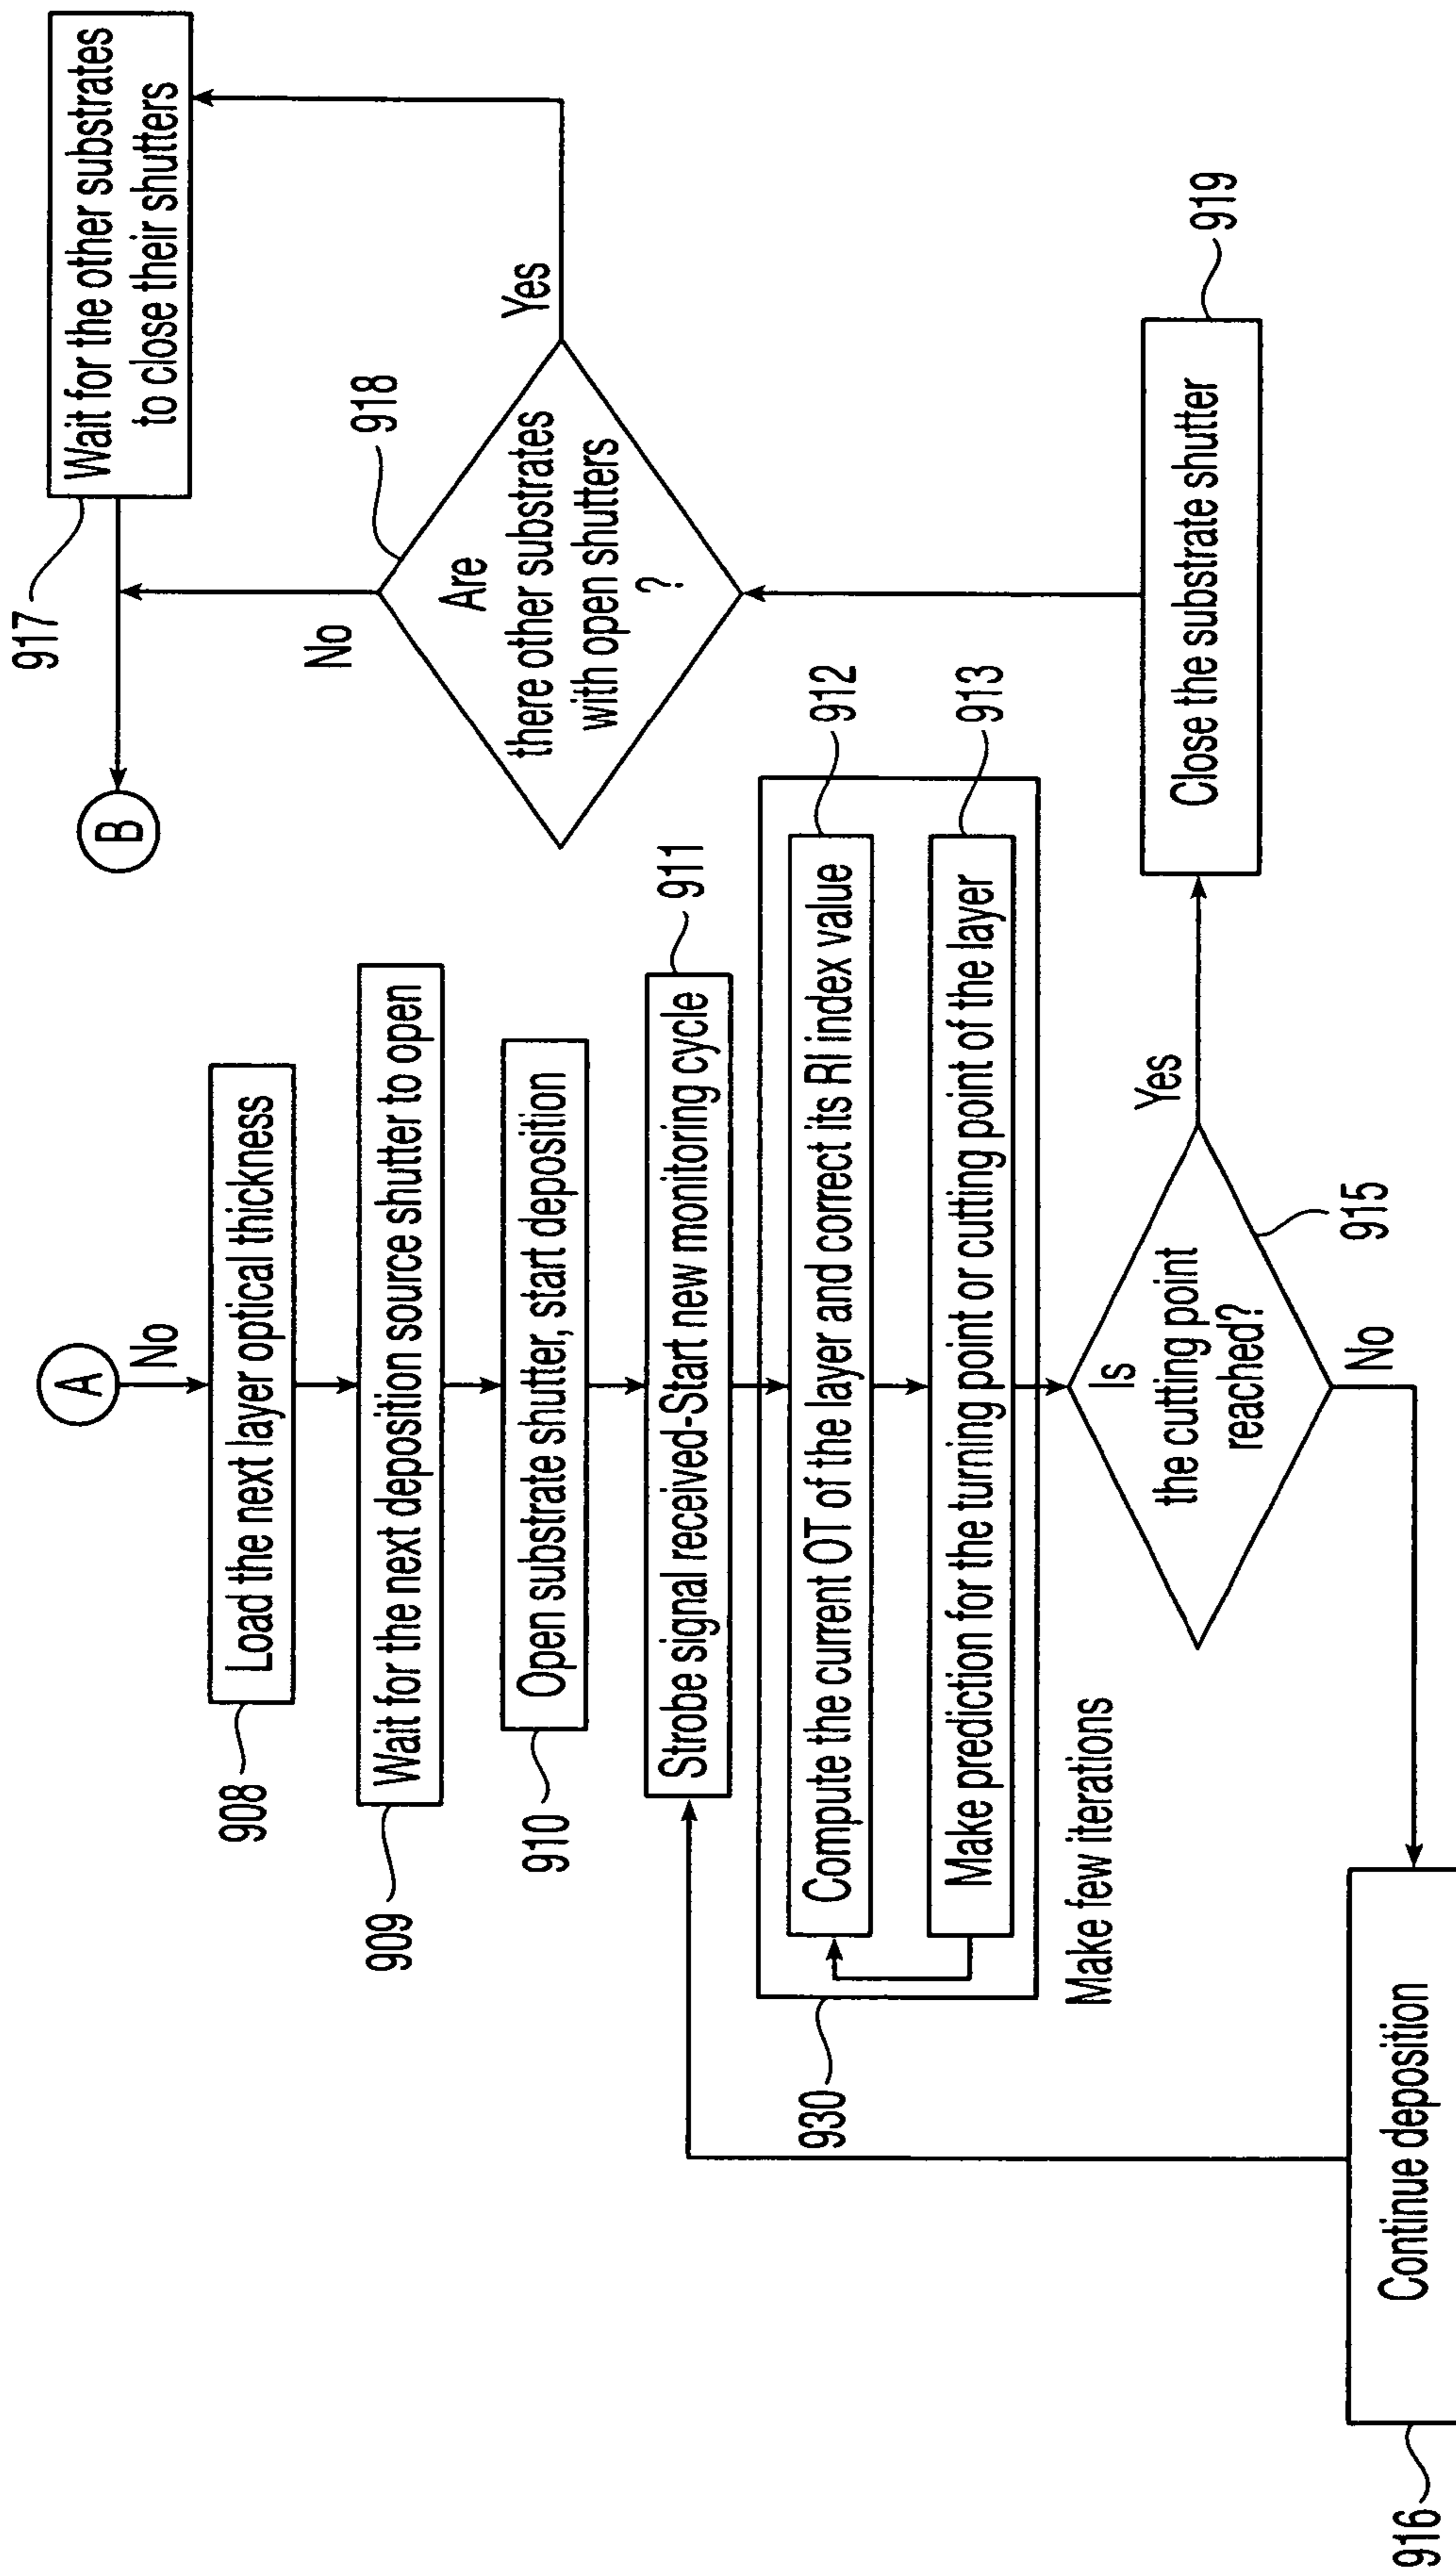 A
No
908
Load the next layer optical thickness
909
Wait for the next deposition source shutter to open
910
Open substrate shutter, start deposition
Strobe signal received-Start new monitoring cycle
911
930
Compute the current OT of the layer and correct its RI index value
912
Make prediction for the turning point or cutting point of the layer
913
Make few iterations
Is
the cutting point
reached?
915
No
Yes
916
Continue deposition
Close the substrate shutter
919
Are
there other substrates
with open shutters
?
918
No
Yes
917
Wait for the other substrates
to close their shutters
B